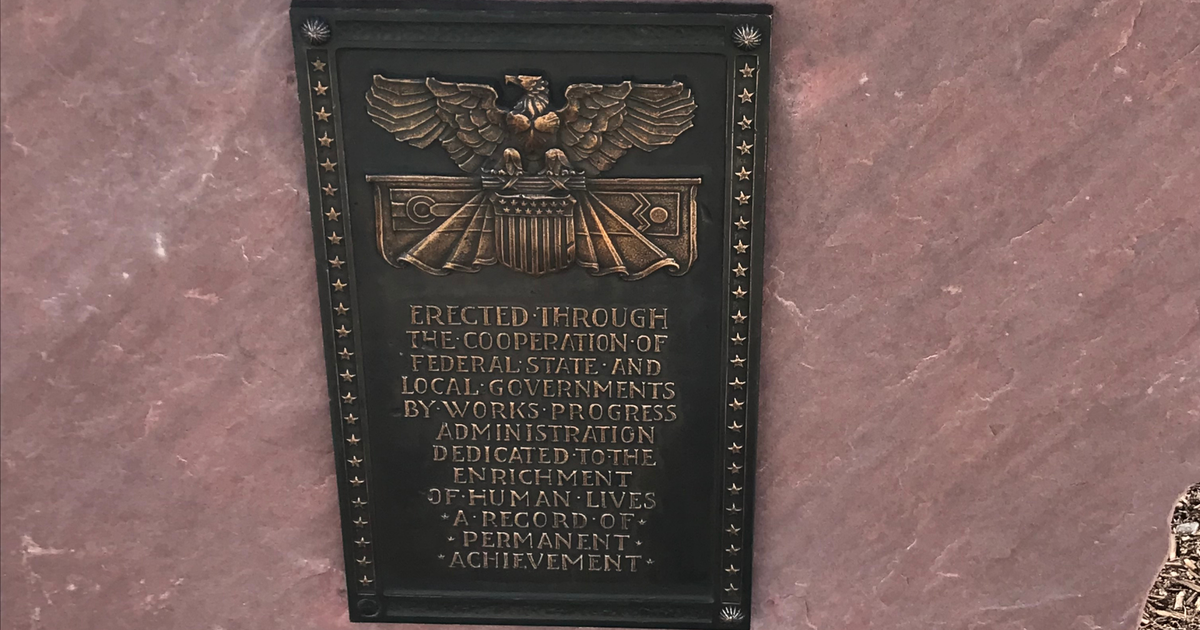 ERECTED·THROUGH
THE·COOPERATION·OF
FEDERAL·STATE·AND
LOCAL·GOVERNMENTS
BY·WORKS·PROGRESS
ADMINISTRATION
DEDICATED·TO·THE
ENRICHMENT
OF·HUMAN·LIVES
·A·RECORD·OF·
·PERMANENT·
·ACHIEVEMENT·